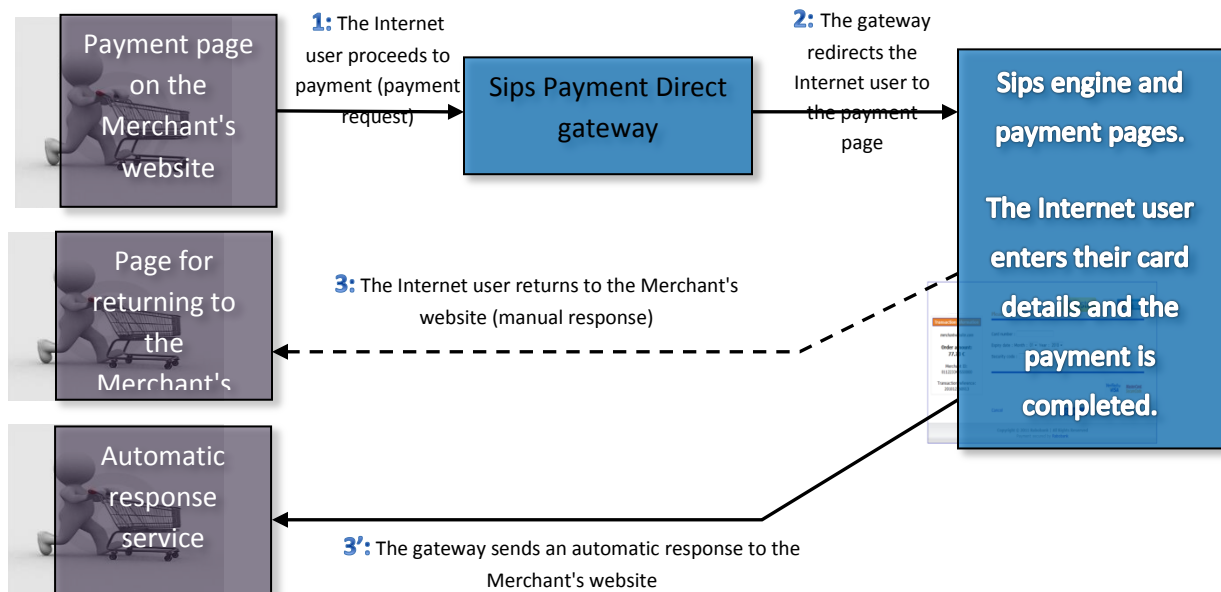 Payment page
on the
Merchant's
website
1: The Internet
user proceeds to
payment (payment
request)
Sips Payment Direct
gateway
2: The gateway
redirects the
Internet user to
the payment
page
Sips engine and
payment pages.
The Internet user
enters their card
details and the
payment is
completed.
Page for
returning to
the
Merchant's
3: The Internet user returns to the Merchant's
website (manual response)
Automatic
response
service
3': The gateway sends an automatic response to the
Merchant's website